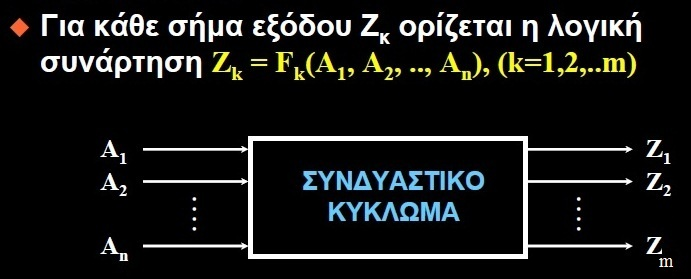 ◆ Για κάθε σήμα εξόδου Zκ ορίζεται η λογική
συνάρτηση Zk = Fk(A1, A2, .., An), (k=1,2,..m)
A1
A2
An
ΣΥΝΔΥΑΣΤΙΚΟ
ΚΥΚΛΩΜΑ
Z1
Z2
Zm